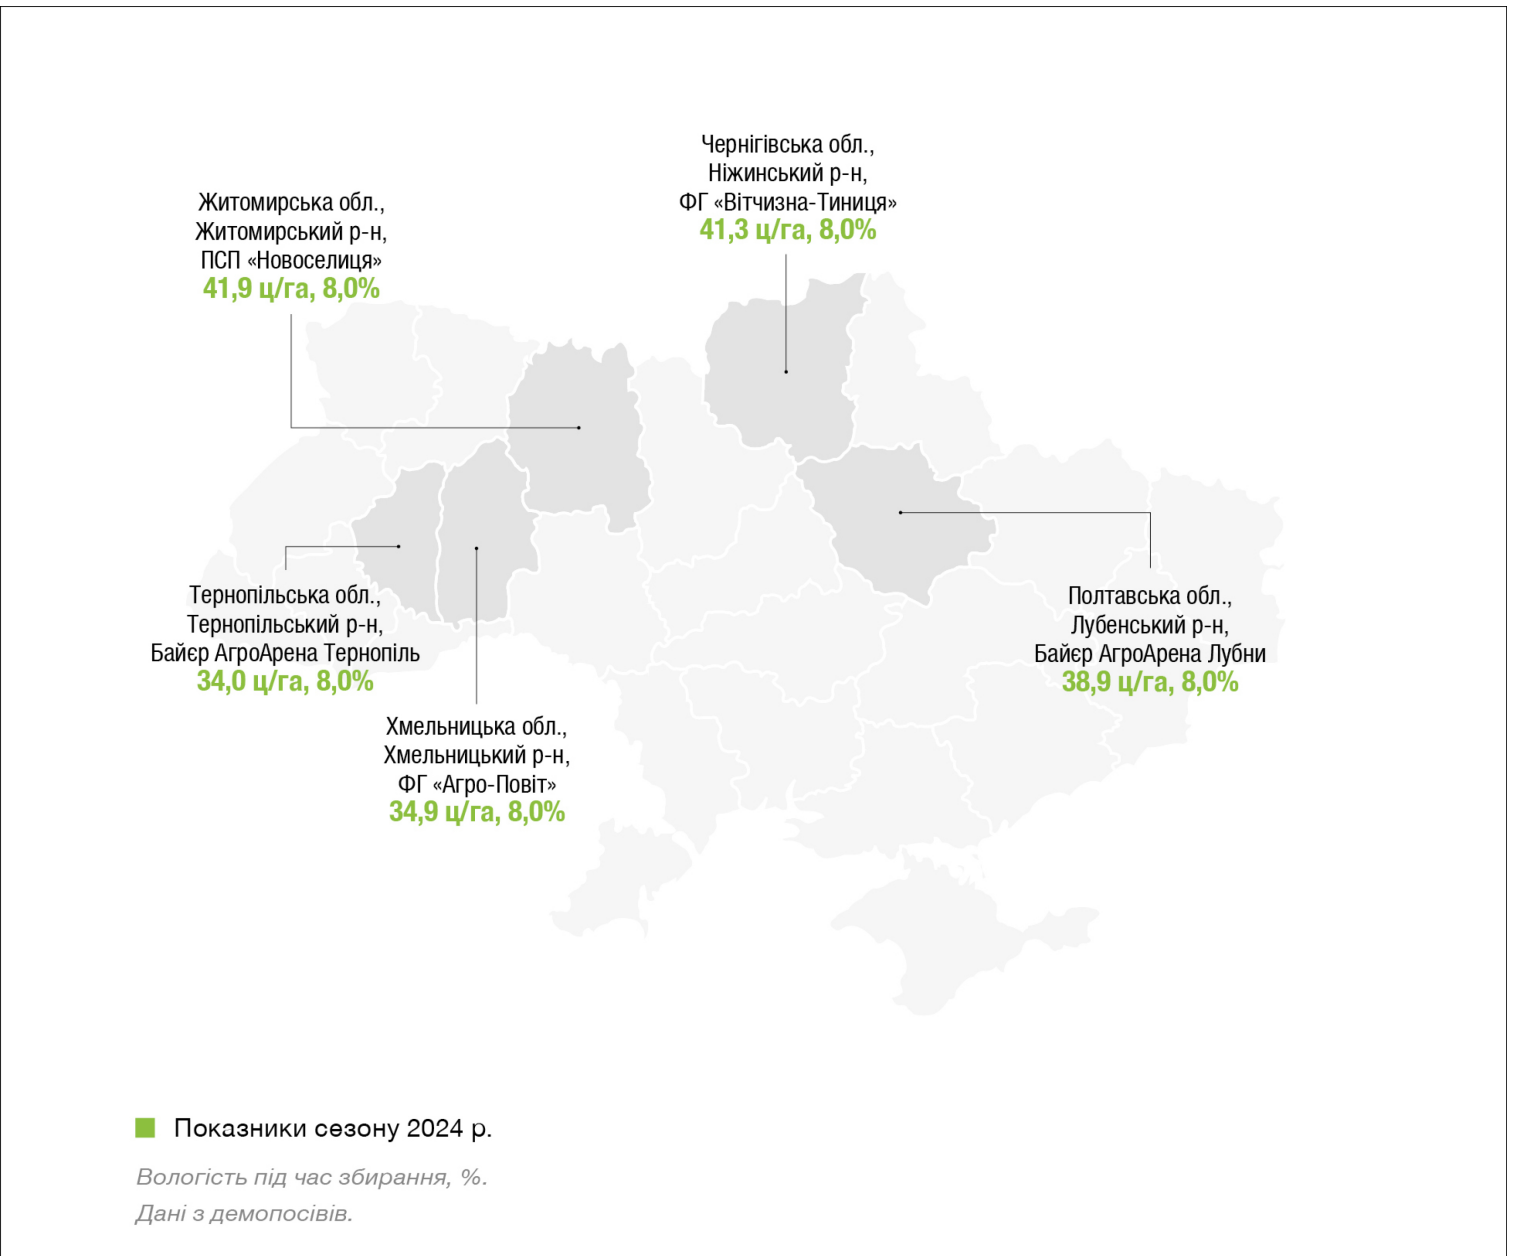 Чернігівська обл.,
Ніжинський р-н,
ФГ «Вітчизна-Тиниця»
41,3 ц/га, 8,0%
Житомирська обл.,
Житомирський р-н,
ПСП «Новоселиця»
41,9 ц/га, 8,0%
Тернопільська обл.,
Тернопільський р-н,
Байєр АгроАрена Тернопіль
34,0 ц/га, 8,0%
Полтавська обл.,
Лубенський р-н,
Байєр АгроАрена Лубни
38,9 ц/га, 8,0%
Хмельницька обл.,
Хмельницький р-н,
ФГ «Агро-Повіт»
34,9 ц/га, 8,0%
Показники сезону 2024 р.
Вологість під час збирання, %.
Дані з демопосівів.